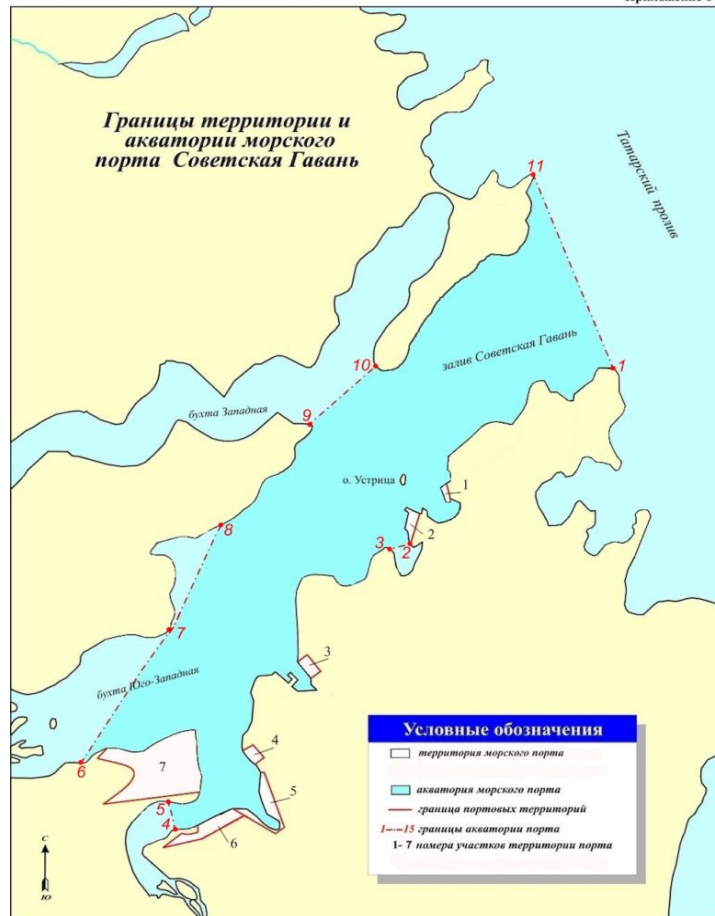 Приложение 1
Границы территории и
акватории морского
порта Советская Гавань
Татарский пролив
11
залив Советская Гавань
1
10
бухта Западная
9
о. Устрица
1
8
2
3
2
7
3
бухта Юго-Западная
4
6
7
5
5
4
6
Условные обозначения
территория морского порта
акватория морского порта
граница портовых территорий
1-··-15 границы акватории порта
1- 7 номера участков территории порта
С
Ю